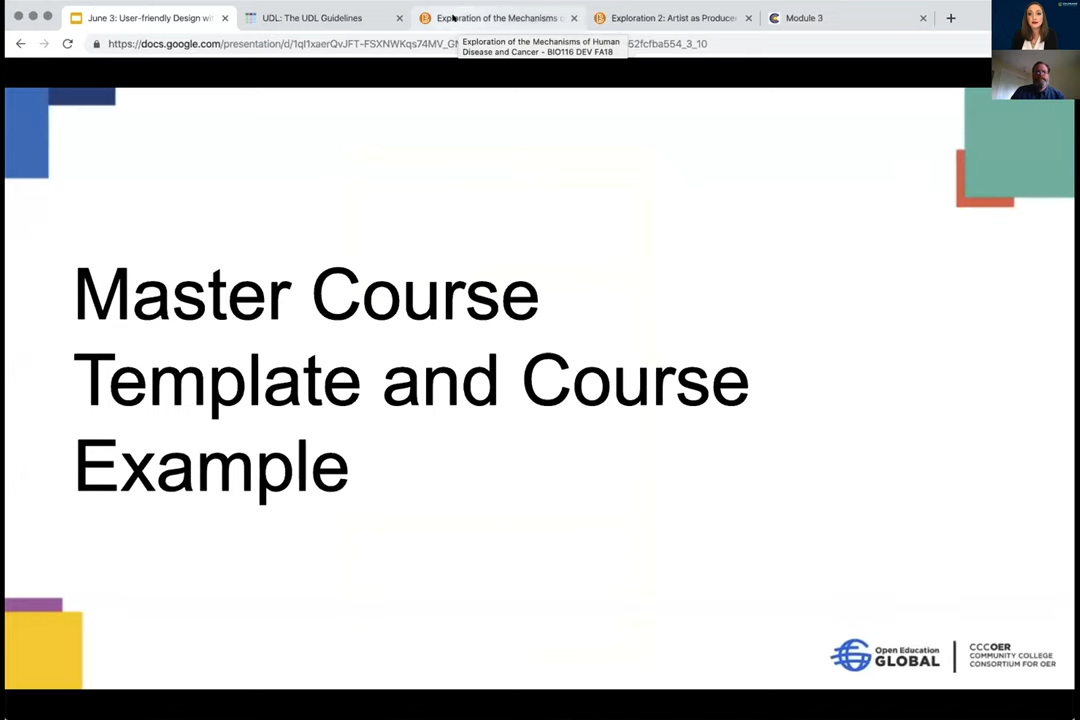 June 3: User-friendly Design wit
UDL: The UDL Guidelines
Exploration of the Mechanisms o
Exploration 2: Artist as Producer
Module 3
https://docs.google.com/presentation/d/1qI1xaerQvJFT-FSXNWKqs74MV_GM
52fcfba554_3_10
Exploration of the Mechanisms of Human
Disease and Cancer - BIO116 DEV FA18
Master Course
Template and Course
Example
Open Education
GLOBAL
CCCOER
COMMUNITY COLLEGE
CONSORTIUM FOR OER